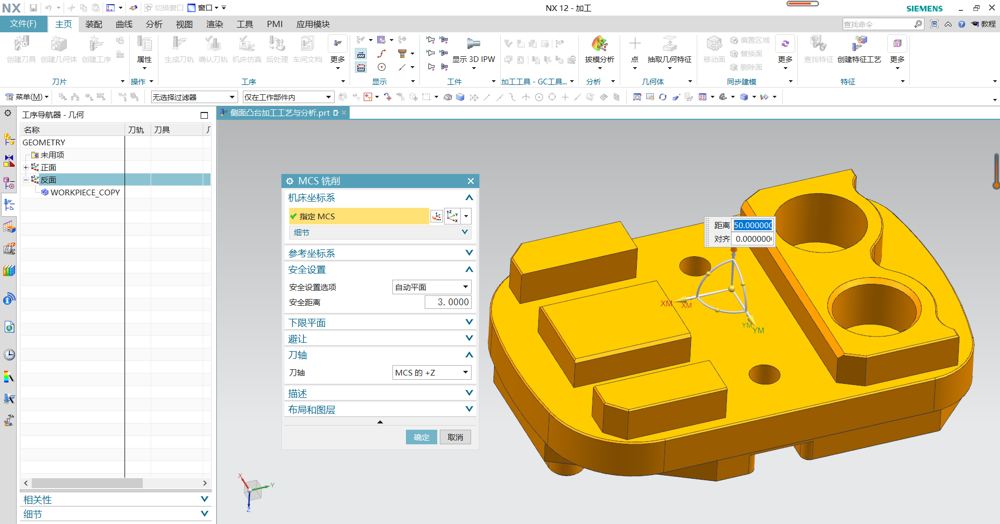 NX 切换窗口 窗口 NX 12 - 加工 SIEMENS
文件(F) 主页 装配 曲线 分析 视图 渲染 工具 PMI 应用模块 查找命令 教程
创建刀具 创建几何体 创建工序 属性 生成刀轨 确认刀轨 机床仿真 后处理 车间文档 更多 显示 3D IPW 拔模分析 点 抽取几何特征 移动面 偏置区域 替换面 删除面 更多 查找特征 创建特征工艺 更多
刀片 操作 工序 显示 工件 加工工具 - GC工具... 分析 几何体 同步建模 特征
菜单(M) 无选择过滤器 仅在工作部件内
工序导航器 - 几何
侧面凸台加工工艺与分析.prt
名称 刀轨 刀具
GEOMETRY
未用项
正面
反面
WORKPIECE_COPY
相关性
细节
MCS 铣削
机床坐标系
指定 MCS
细节
参考坐标系
安全设置
安全设置选项 自动平面
安全距离 3.0000
下限平面
避让
刀轴
刀轴 MCS 的 +Z
描述
布局和图层
确定 取消
距离 50.000000
对齐 0.000000
XM XM
YM YM
X Y Z